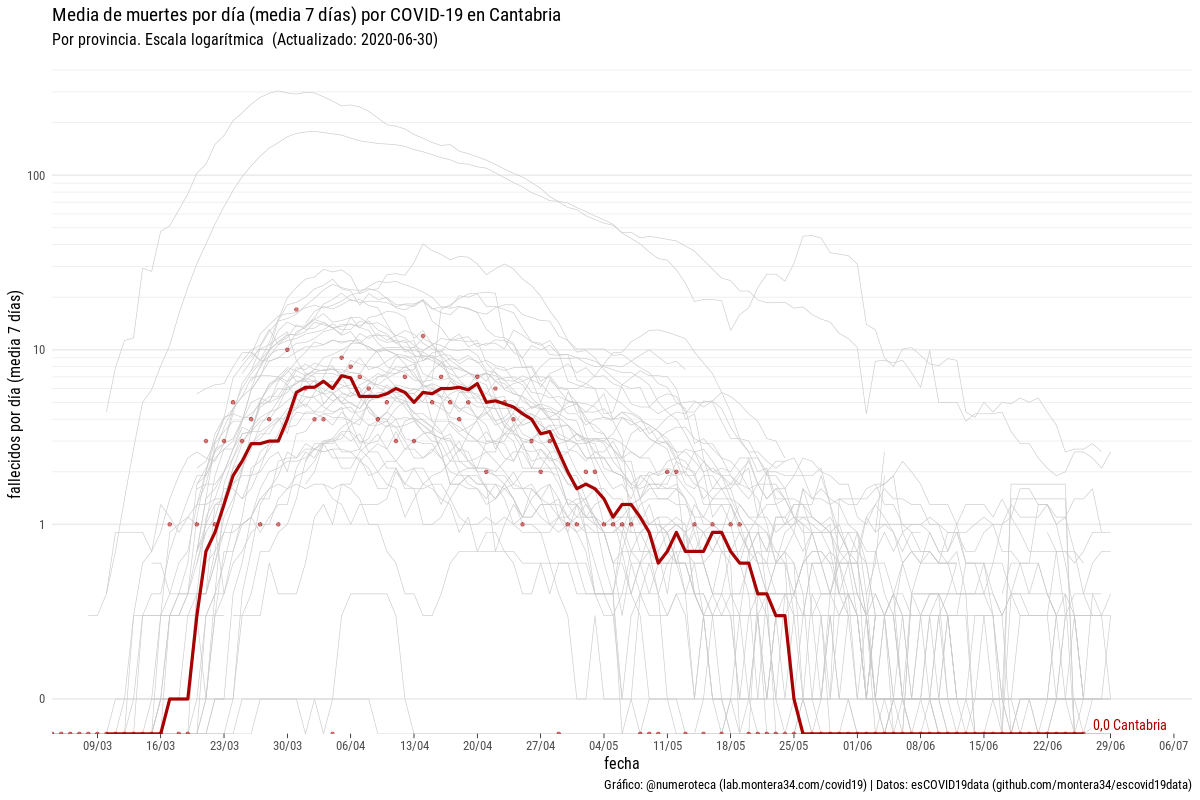 Media de muertes por día (media 7 días) por COVID-19 en Cantabria
Por provincia. Escala logarítmica  (Actualizado: 2020-06-30)
fallecidos por día (media 7 días)
100
10
1
0
0,0 Cantabria
09/03 16/03 23/03 30/03 06/04 13/04 20/04 27/04 04/05 11/05 18/05 25/05 01/06 08/06 15/06 22/06 29/06 06/07
fecha
Gráfico: @numeroteca (lab.montera34.com/covid19) | Datos: esCOVID19data (github.com/montera34/escovid19data)